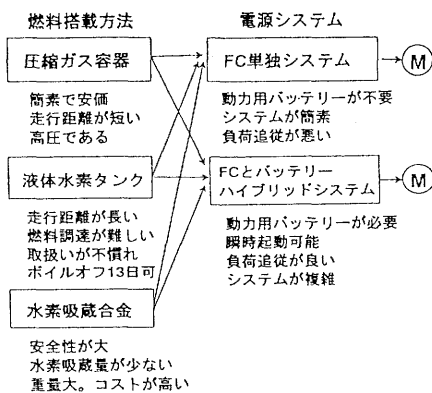 燃料搭載方法
電源システム
圧縮ガス容器
FC単独システム
M
簡素で安価
走行距離が短い
高圧である
動力用バッテリーが不要
システムが簡素
負荷追従が悪い
液体水素タンク
FCとバッテリー
ハイブリッドシステム
M
走行距離が長い
燃料調達が難しい
取扱いが不慣れ
ボイルオフ13日可
動力用バッテリーが必要
瞬時起動可能
負荷追従が良い
システムが複雑
水素吸蔵合金
安全性が大
水素吸蔵量が少ない
重量大。コストが高い